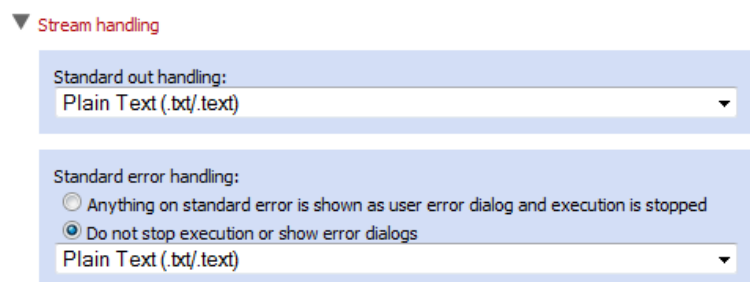 Stream handling
Standard out handling:
Plain Text (.txt/.text)
Standard error handling:
Anything on standard error is shown as user error dialog and execution is stopped
Do not stop execution or show error dialogs
Plain Text (.txt/.text)